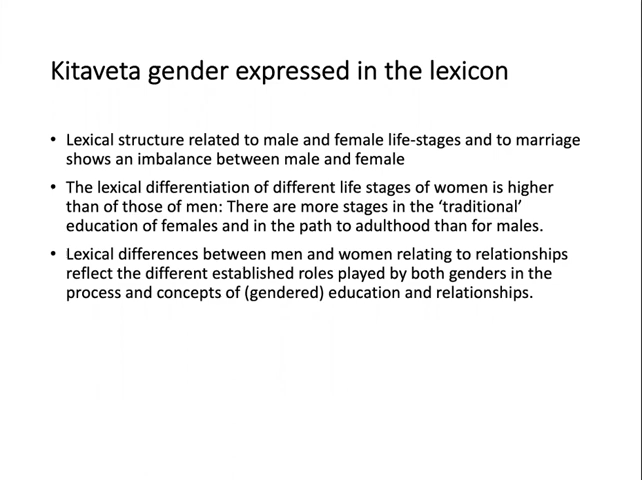 Kitaveta gender expressed in the lexicon
• Lexical structure related to male and female life-stages and to marriage
shows an imbalance between male and female
• The lexical differentiation of different life stages of women is higher
than of those of men: There are more stages in the ‘traditional’
education of females and in the path to adulthood than for males.
• Lexical differences between men and women relating to relationships
reflect the different established roles played by both genders in the
process and concepts of (gendered) education and relationships.